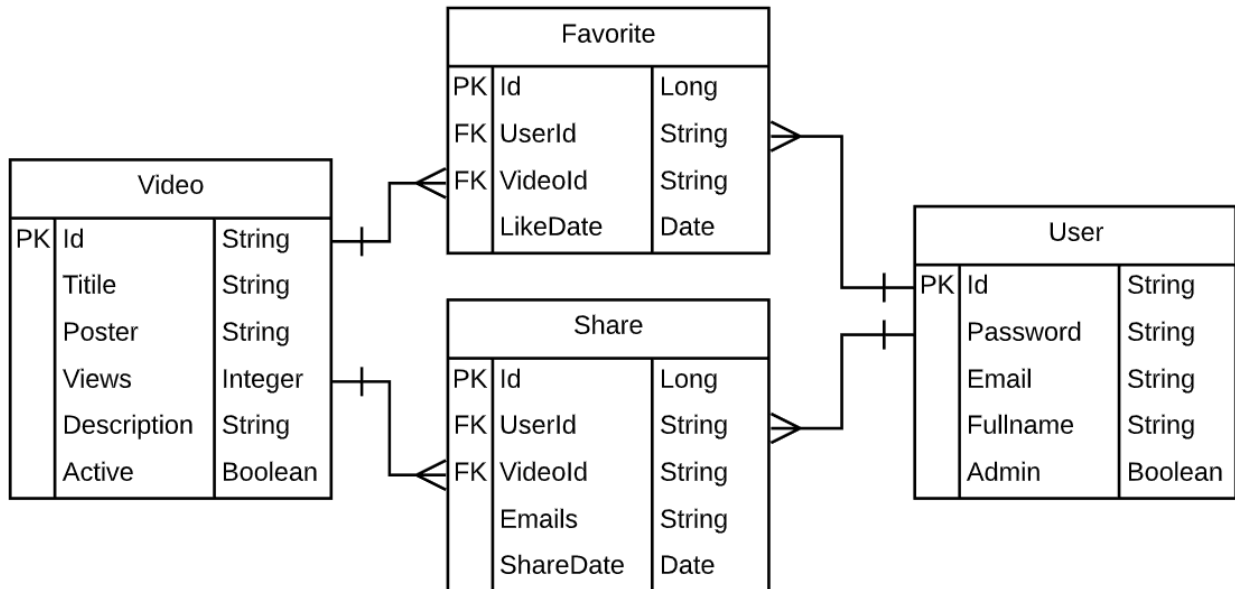 Favorite
PK Id Long
FK UserId String
FK VideoId String
LikeDate Date
Video
PK Id String
Titile String
Poster String
Views Integer
Description String
Active Boolean
Share
PK Id Long
FK UserId String
FK VideoId String
Emails String
ShareDate Date
User
PK Id String
Password String
Email String
Fullname String
Admin Boolean